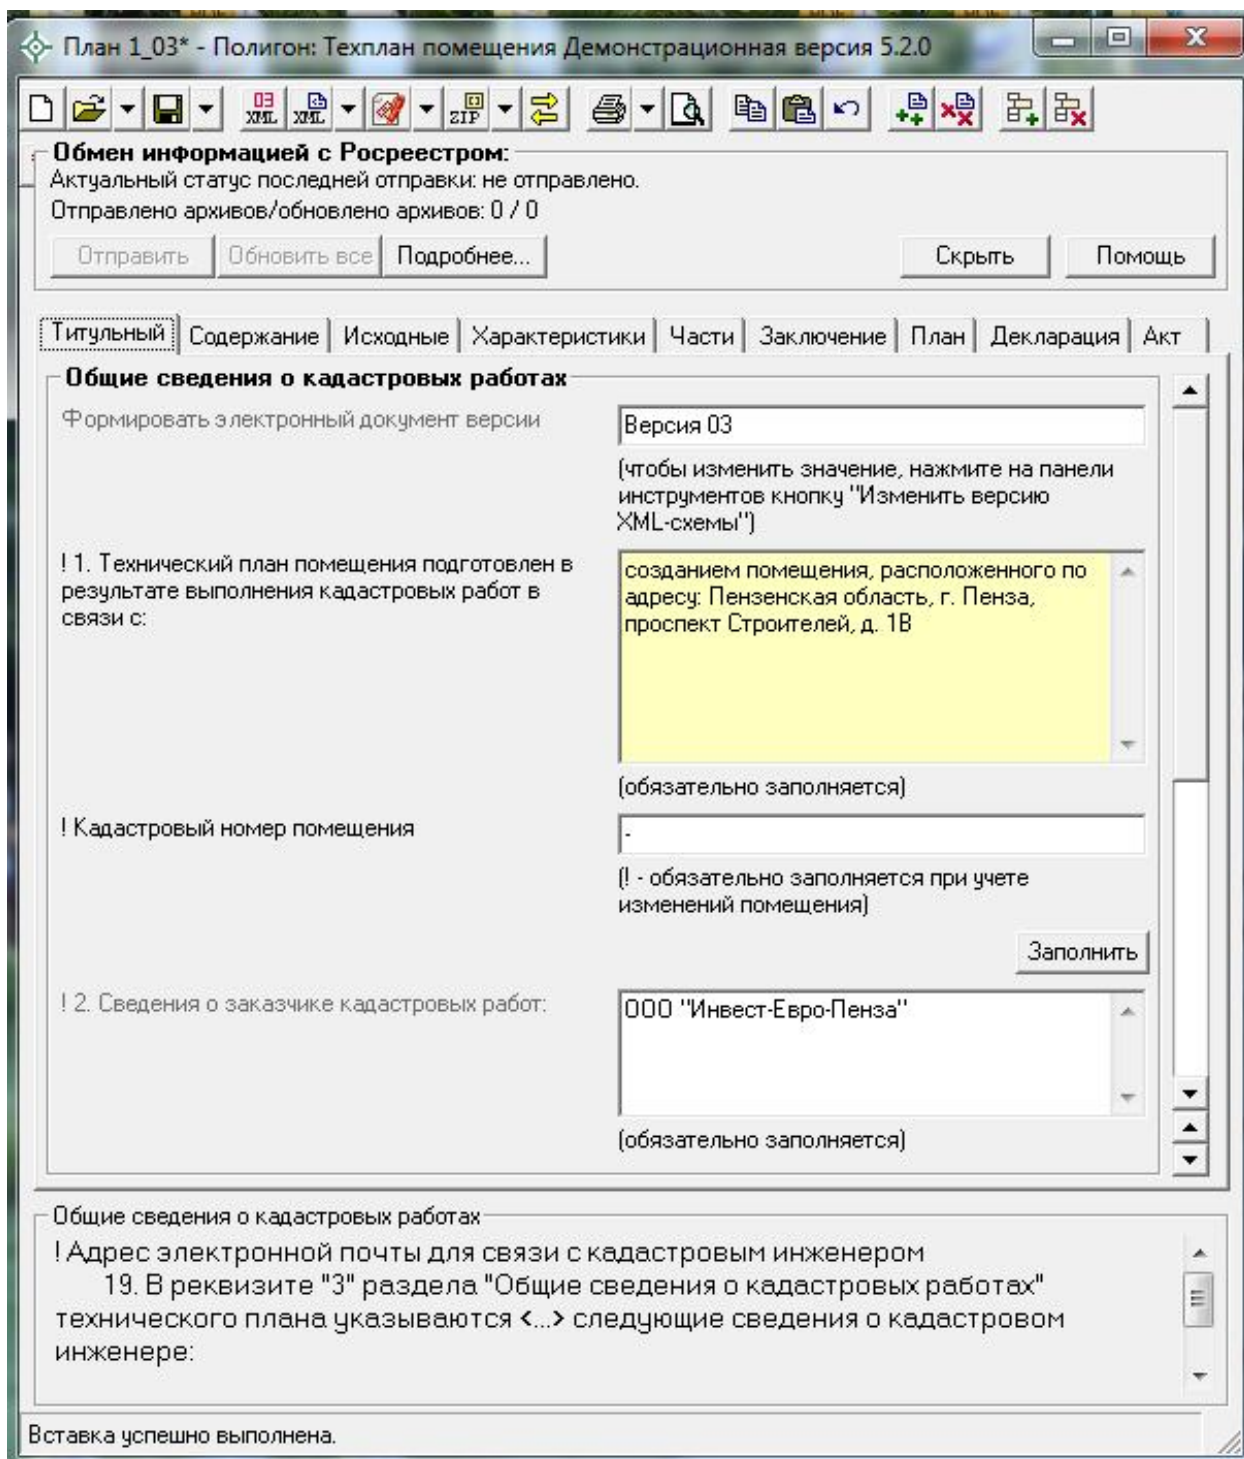 План 1_03* - Полигон: Техплан помещения Демонстрационная версия 5.2.0
03 XML XML ZIP
Обмен информацией с Росреестром:
Актуальный статус последней отправки: не отправлено.
Отправлено архивов/обновлено архивов: 0 / 0
Отправить Обновить все Подробнее... Скрыть Помощь
Титульный Содержание Исходные Характеристики Части Заключение План Декларация Акт
Общие сведения о кадастровых работах
Формировать электронный документ версии
Версия 03
(чтобы изменить значение, нажмите на панели
инструментов кнопку "Изменить версию
XML-схемы")
! 1. Технический план помещения подготовлен в
результате выполнения кадастровых работ в
связи с:
созданием помещения, расположенного по
адресу: Пензенская область, г. Пенза,
проспект Строителей, д. 1В
(обязательно заполняется)
! Кадастровый номер помещения
-
(! - обязательно заполняется при учете
изменений помещения)
Заполнить
! 2. Сведения о заказчике кадастровых работ:
ООО "Инвест-Евро-Пенза"
(обязательно заполняется)
Общие сведения о кадастровых работах
! Адрес электронной почты для связи с кадастровым инженером
19. В реквизите "3" раздела "Общие сведения о кадастровых работах"
технического плана указываются <...> следующие сведения о кадастровом
инженере:
Вставка успешно выполнена.